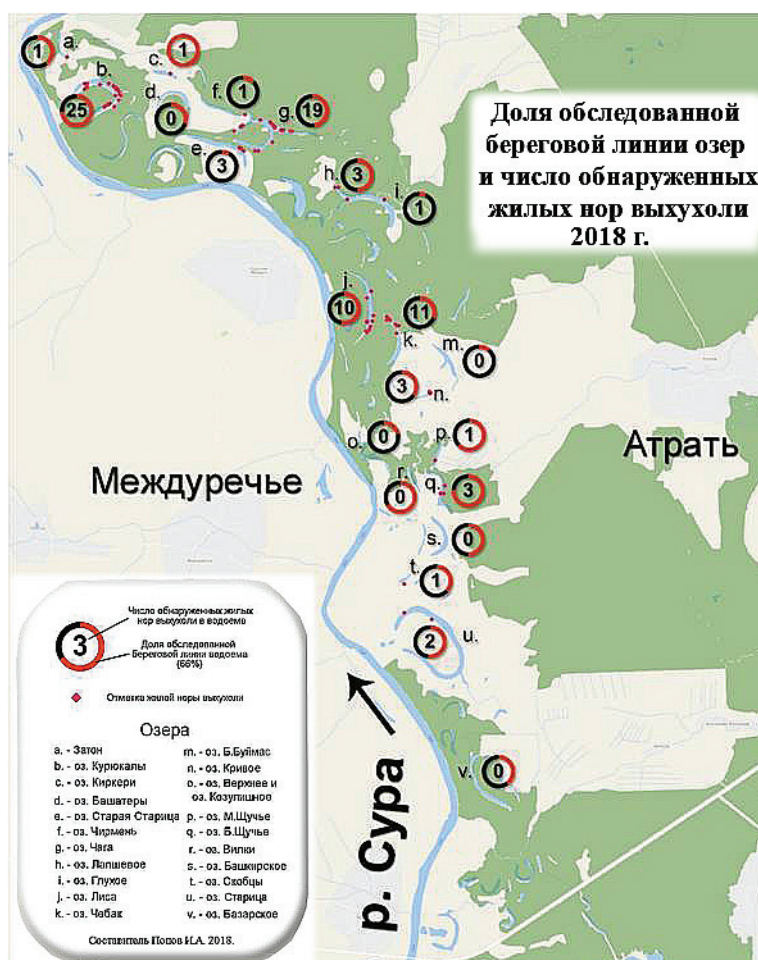 1
a.
c.
1
b.
25
d.
0
f.
1
g.
19
e.
3
h.
3
i.
1
Доля обследованной
береговой линии озер
и число обнаруженных
жилых нор выхухоли
2018 г.
j.
10
11
k.
m.
0
3
n.
o.
0
p.
1
r.
0
q.
3
s.
0
t.
1
2
u.
v.
0
Междуречье
Атрать
р. Сура
3
Число обнаруженных жилых
нор выхухоли в водоеме
Доля обследованной
Береговой линии водоема
(66%)
Отметка жилой норы выхухоли
Озера
a. - Затон
b. - оз. Курюкалы
c. - оз. Киркери
d. - оз. Башатеры
e. - оз. Старая Старица
f. - оз. Чирмень
g. - оз. Чага
h. - оз. Лапшевое
i. - оз. Глухое
j. - оз. Лиса
k. - оз. Чебак
m. - оз. Б.Буймас
n. - оз. Кривое
o. - оз. Верхнее и
оз. Козулишное
p. - оз. М.Щучье
q. - оз. Б.Щучье
r. - оз. Вилки
s. - оз. Башкирское
t. - оз. Скобцы
u. - оз. Старица
v. - оз. Базарское
Составитель Попов И.А. 2018.